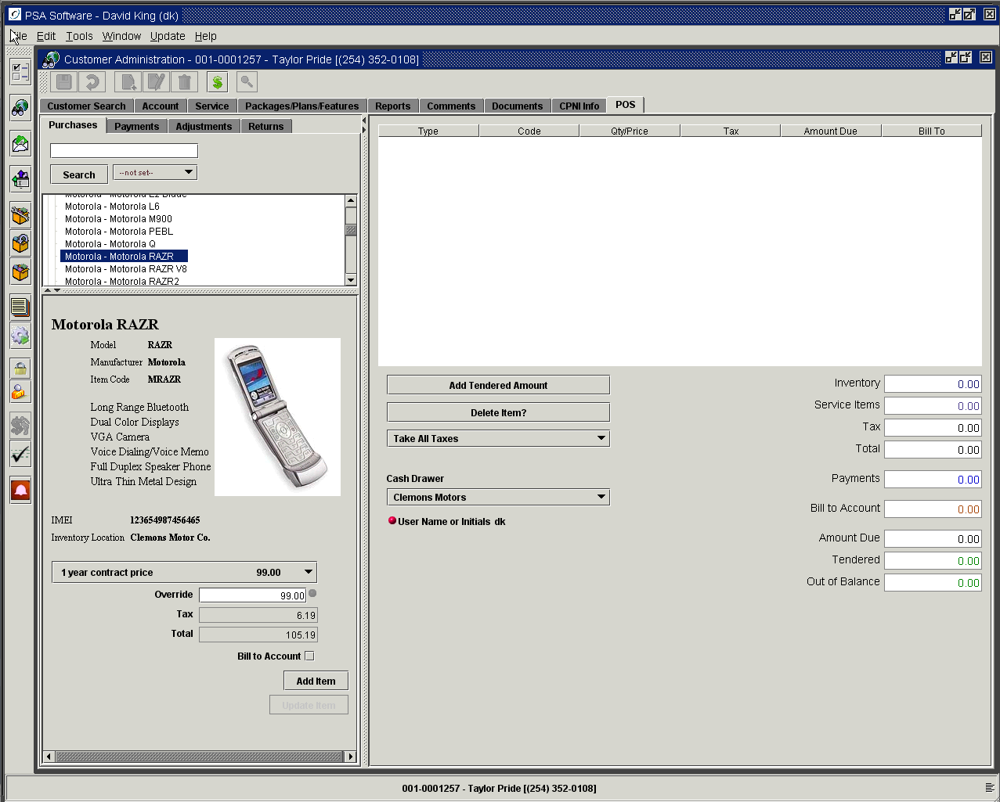 PSA Software - David King (dk)
File Edit Tools Window Update Help
Customer Administration - 001-0001257 - Taylor Pride [(254) 352-0108]
Customer Search Account Service Packages/Plans/Features Reports Comments Documents CPNI Info POS
Purchases Payments Adjustments Returns
Search --not set--
Motorola - Motorola L2 Blade
Motorola - Motorola L6
Motorola - Motorola M900
Motorola - Motorola PEBL
Motorola - Motorola Q
Motorola - Motorola RAZR
Motorola - Motorola RAZR V8
Motorola - Motorola RAZR2
Motorola RAZR
Model RAZR
Manufacturer Motorola
Item Code MRAZR
Long Range Bluetooth
Dual Color Displays
VGA Camera
Voice Dialing/Voice Memo
Full Duplex Speaker Phone
Ultra Thin Metal Design
IMEI 123654987456465
Inventory Location Clemons Motor Co.
1 year contract price 99.00
Override 99.00
Tax 6.19
Total 105.19
Bill to Account
Add Item
Update Item
Type Code Qty/Price Tax Amount Due Bill To
Add Tendered Amount
Delete Item?
Take All Taxes
Cash Drawer
Clemons Motors
User Name or Initials dk
Inventory 0.00
Service Items 0.00
Tax 0.00
Total 0.00
Payments 0.00
Bill to Account 0.00
Amount Due 0.00
Tendered 0.00
Out of Balance 0.00
001-0001257 - Taylor Pride [(254) 352-0108]